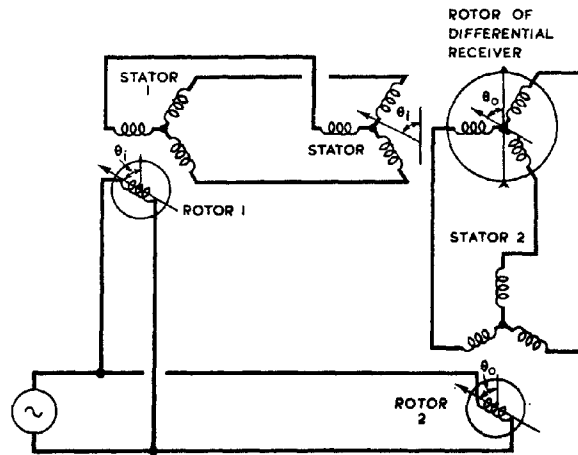 ROTOR OF
DIFFERENTIAL
RECEIVER
STATOR
1
θi
θo
STATOR
θi
ROTOR 1
STATOR 2
θo
ROTOR
2